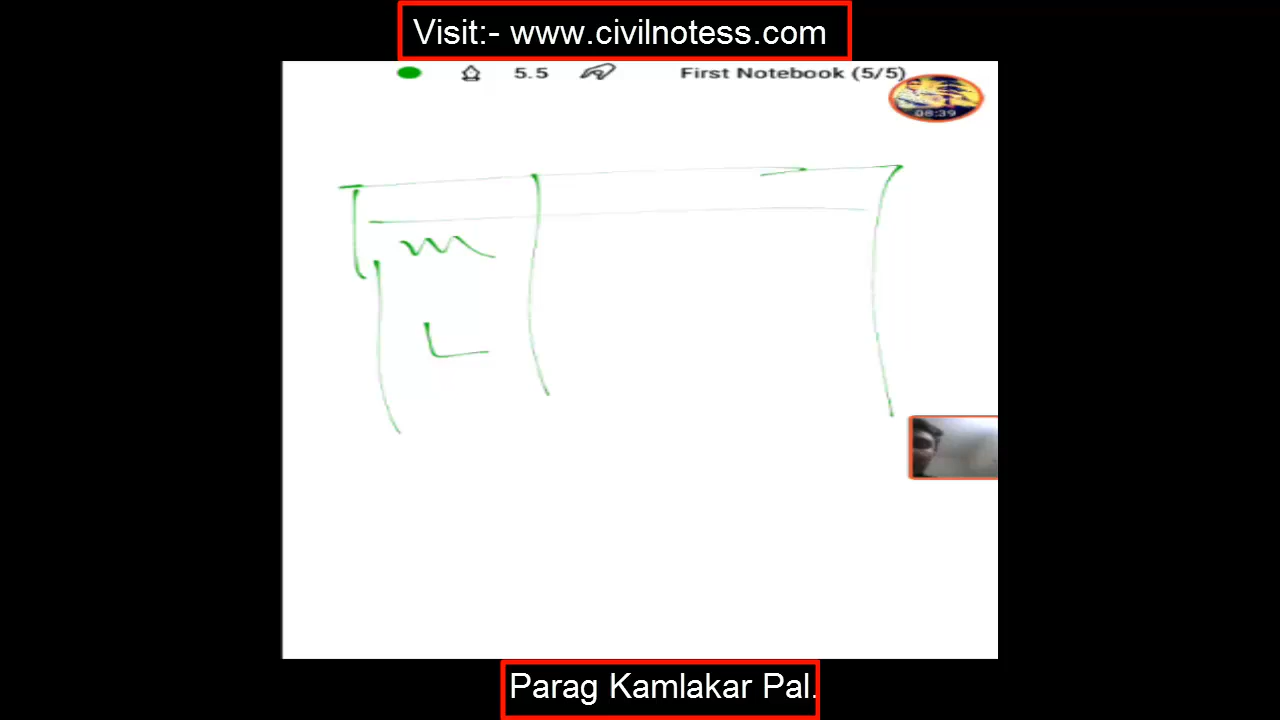 Visit:- www.civilnotess.com
5.5 First Notebook (5/5)
08:39
m
L
Parag Kamlakar Pal.